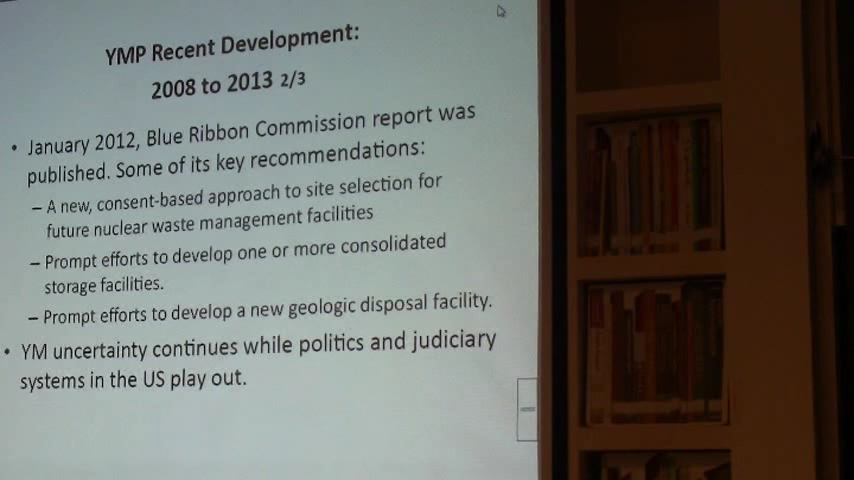 YMP Recent Development:
2008 to 2013 2/3
• January 2012, Blue Ribbon Commission report was
published. Some of its key recommendations:
– A new, consent-based approach to site selection for
future nuclear waste management facilities
– Prompt efforts to develop one or more consolidated
storage facilities.
– Prompt efforts to develop a new geologic disposal facility.
• YM uncertainty continues while politics and judiciary
systems in the US play out.